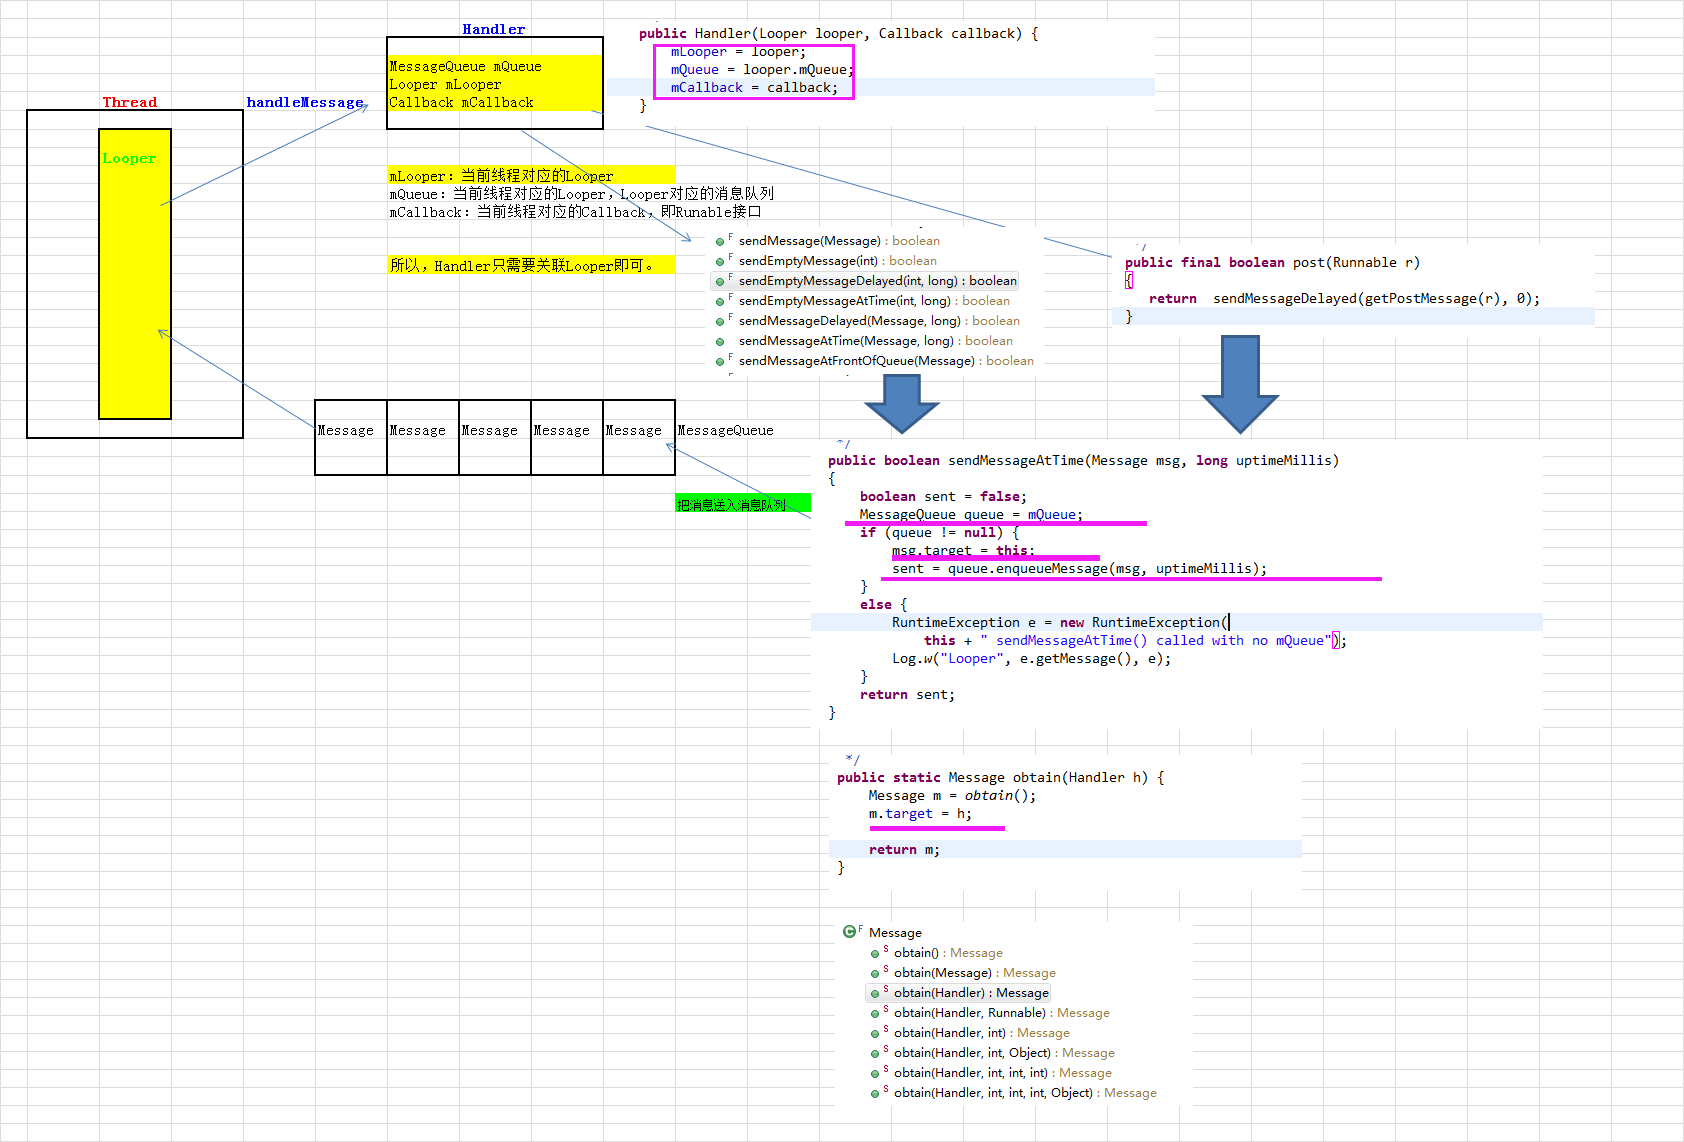 Handler
MessageQueue mQueue
Looper mLooper
Callback mCallback
public Handler(Looper looper, Callback callback) {
mLooper = looper;
mQueue = looper.mQueue;
mCallback = callback;
}
Thread
handleMessage
Looper
mLooper：当前线程对应的Looper
mQueue：当前线程对应的Looper，Looper对应的消息队列
mCallback：当前线程对应的Callback，即Runable接口
所以，Handler只需要关联Looper即可。
F sendMessage(Message) : boolean
F sendEmptyMessage(int) : boolean
F sendEmptyMessageDelayed(int, long) : boolean
F sendEmptyMessageAtTime(int, long) : boolean
F sendMessageDelayed(Message, long) : boolean
sendMessageAtTime(Message, long) : boolean
F sendMessageAtFrontOfQueue(Message) : boolean
*/
public final boolean post(Runnable r)
{
return sendMessageDelayed(getPostMessage(r), 0);
}
Message Message Message Message Message MessageQueue
把消息送入消息队列
*/
public boolean sendMessageAtTime(Message msg, long uptimeMillis)
{
boolean sent = false;
MessageQueue queue = mQueue;
if (queue != null) {
msg.target = this;
sent = queue.enqueueMessage(msg, uptimeMillis);
}
else {
RuntimeException e = new RuntimeException(
this + " sendMessageAtTime() called with no mQueue");
Log.w("Looper", e.getMessage(), e);
}
return sent;
}
*/
public static Message obtain(Handler h) {
Message m = obtain();
m.target = h;
return m;
}
C F Message
S obtain() : Message
S obtain(Message) : Message
S obtain(Handler) : Message
S obtain(Handler, Runnable) : Message
S obtain(Handler, int) : Message
S obtain(Handler, int, Object) : Message
S obtain(Handler, int, int, int) : Message
S obtain(Handler, int, int, int, Object) : Message